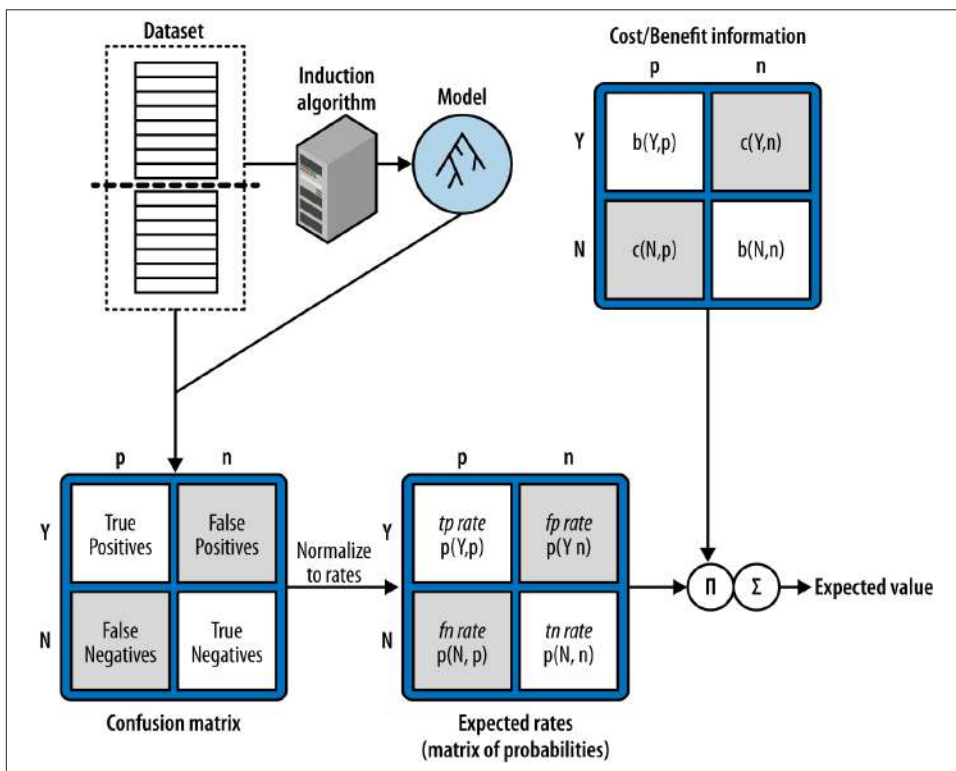 Dataset
Induction
algorithm
Model
Cost/Benefit information
p n
Y b(Y,p) c(Y,n)
N c(N,p) b(N,n)
p n
Y True
Positives
False
Positives
N False
Negatives
True
Negatives
Confusion matrix
Normalize
to rates
p n
Y tp rate
p(Y,p)
fp rate
p(Y n)
N fn rate
p(N, p)
tn rate
p(N, n)
Expected rates
(matrix of probabilities)
Π Σ Expected value